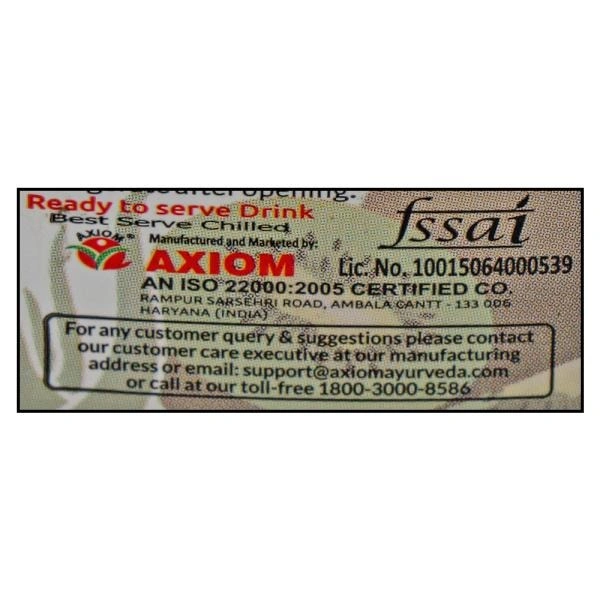 after opening.
Ready to serve Drink
Best Serve Chilled
fssai
AXIOM®
Manufactured and Marketed by:
AXIOM
Lic. No. 10015064000539
AN ISO 22000:2005 CERTIFIED CO.
RAMPUR SARSEHRI ROAD, AMBALA CANTT - 133 006
HARYANA (INDIA)
For any customer query & suggestions please contact
our customer care executive at our manufacturing
address or email: support@axiomayurveda.com
or call at our toll-free 1800-3000-8586